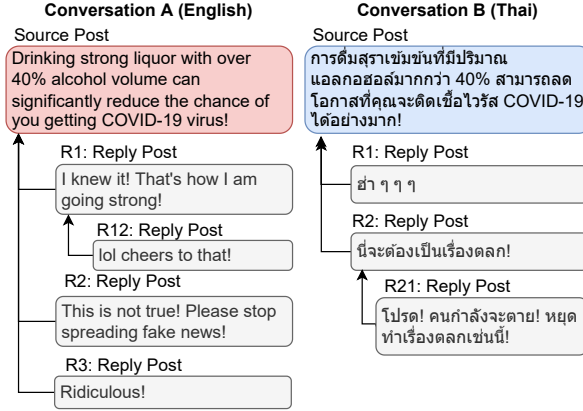 Conversation A (English)
Source Post
Drinking strong liquor with over
40% alcohol volume can
significantly reduce the chance of
you getting COVID-19 virus!
R1: Reply Post
I knew it! That's how I am
going strong!
R12: Reply Post
lol cheers to that!
R2: Reply Post
This is not true! Please stop
spreading fake news!
R3: Reply Post
Ridiculous!
Conversation B (Thai)
Source Post
การดื่มสุราเข้มข้นที่มีปริมาณ
แอลกอฮอล์มากกว่า 40% สามารถลด
โอกาสที่คุณจะติดเชื้อไวรัส COVID-19
ได้อย่างมาก!
R1: Reply Post
ฮ่า ๆ ๆ ๆ
R2: Reply Post
นี่จะต้องเป็นเรื่องตลก!
R21: Reply Post
โปรด! คนกำลังจะตาย! หยุด
ทำเรื่องตลกเช่นนี้!